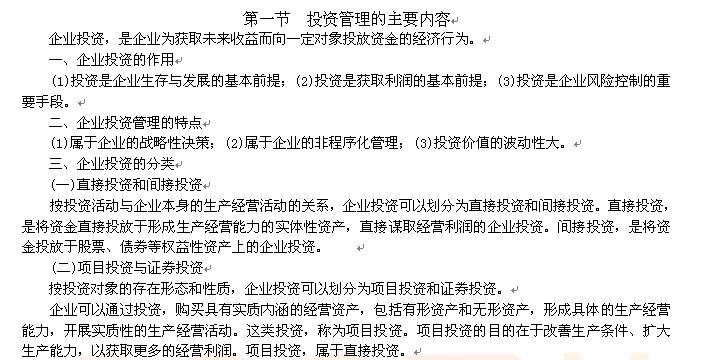 第一节　投资管理的主要内容
企业投资，是企业为获取未来收益而向一定对象投放资金的经济行为。
一、企业投资的作用
(1)投资是企业生存与发展的基本前提；(2)投资是获取利润的基本前提；(3)投资是企业风险控制的重
要手段。
二、企业投资管理的特点
(1)属于企业的战略性决策；(2)属于企业的非程序化管理；(3)投资价值的波动性大。
三、企业投资的分类
(一)直接投资和间接投资
按投资活动与企业本身的生产经营活动的关系，企业投资可以划分为直接投资和间接投资。直接投资，
是将资金直接投放于形成生产经营能力的实体性资产，直接谋取经营利润的企业投资。间接投资，是将资
金投放于股票、债券等权益性资产上的企业投资。
(二)项目投资与证券投资
按投资对象的存在形态和性质，企业投资可以划分为项目投资和证券投资。
企业可以通过投资，购买具有实质内涵的经营资产，包括有形资产和无形资产，形成具体的生产经营
能力，开展实质性的生产经营活动。这类投资，称为项目投资。项目投资的目的在于改善生产条件、扩大
生产能力，以获取更多的经营利润。项目投资，属于直接投资。